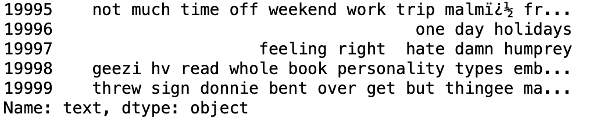 19995 not much time off weekend work trip malmï¿½ fr...
19996 one day holidays
19997 feeling right hate damn humprey
19998 geezi hv read whole book personality types emb...
19999 threw sign donnie bent over get but thingee ma...
Name: text, dtype: object